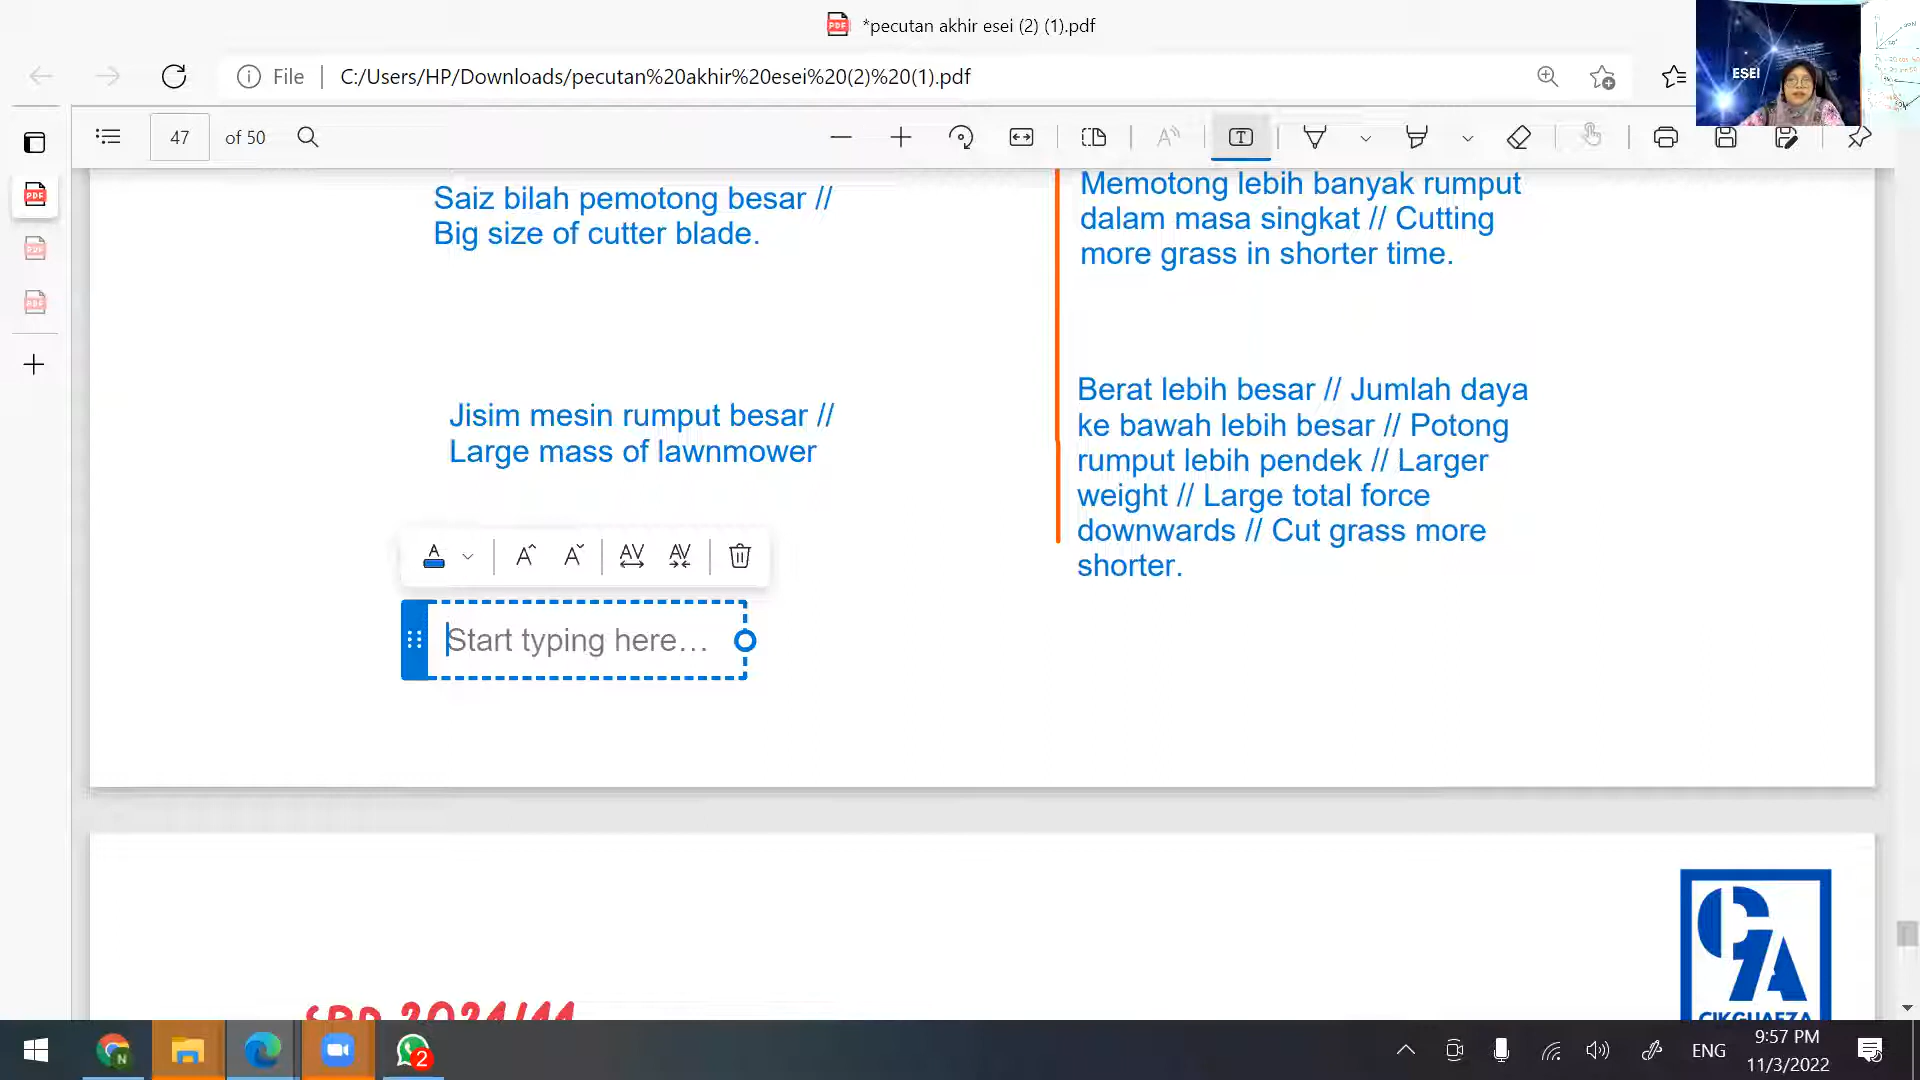 *pecutan akhir esei (2) (1).pdf
File
C:/Users/HP/Downloads/pecutan%20akhir%20esei%20(2)%20(1).pdf
ESEI
47 of 50
Saiz bilah pemotong besar //
Big size of cutter blade.
Memotong lebih banyak rumput
dalam masa singkat // Cutting
more grass in shorter time.
Jisim mesin rumput besar //
Large mass of lawnmower
Berat lebih besar // Jumlah daya
ke bawah lebih besar // Potong
rumput lebih pendek // Larger
weight // Large total force
downwards // Cut grass more
shorter.
Start typing here...
CIKGUAEZA
N
2
ENG
9:57 PM
11/3/2022